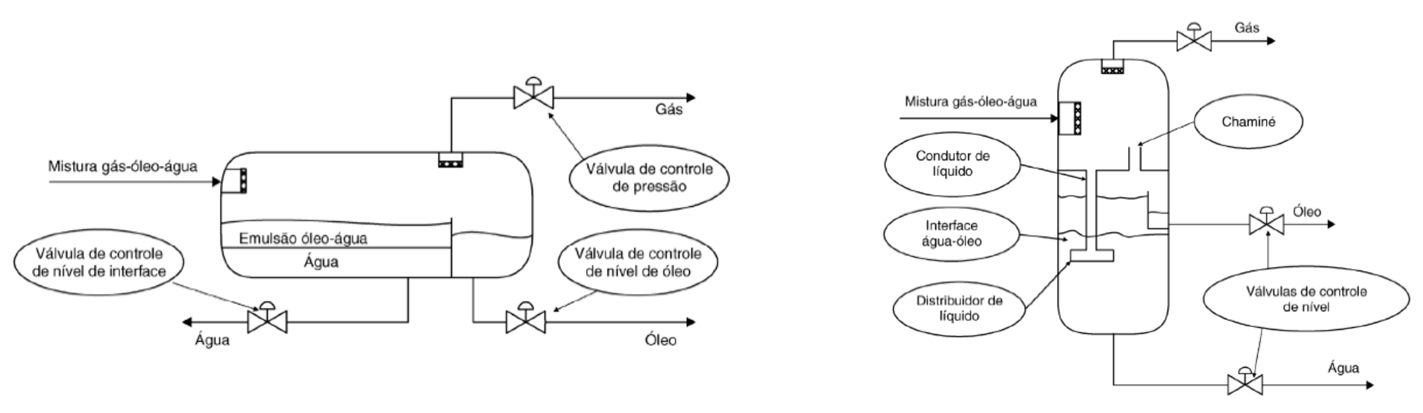 Gás
Mistura gás-óleo-água
Válvula de controle
de pressão
Emulsão óleo-água
Água
Válvula de controle
de nível de interface
Válvula de controle
de nível de óleo
Água
Óleo
Gás
Mistura gás-óleo-água
Chaminé
Condutor de
líquido
Interface
água-óleo
Óleo
Distribuidor de
líquido
Válvulas de controle
de nível
Água